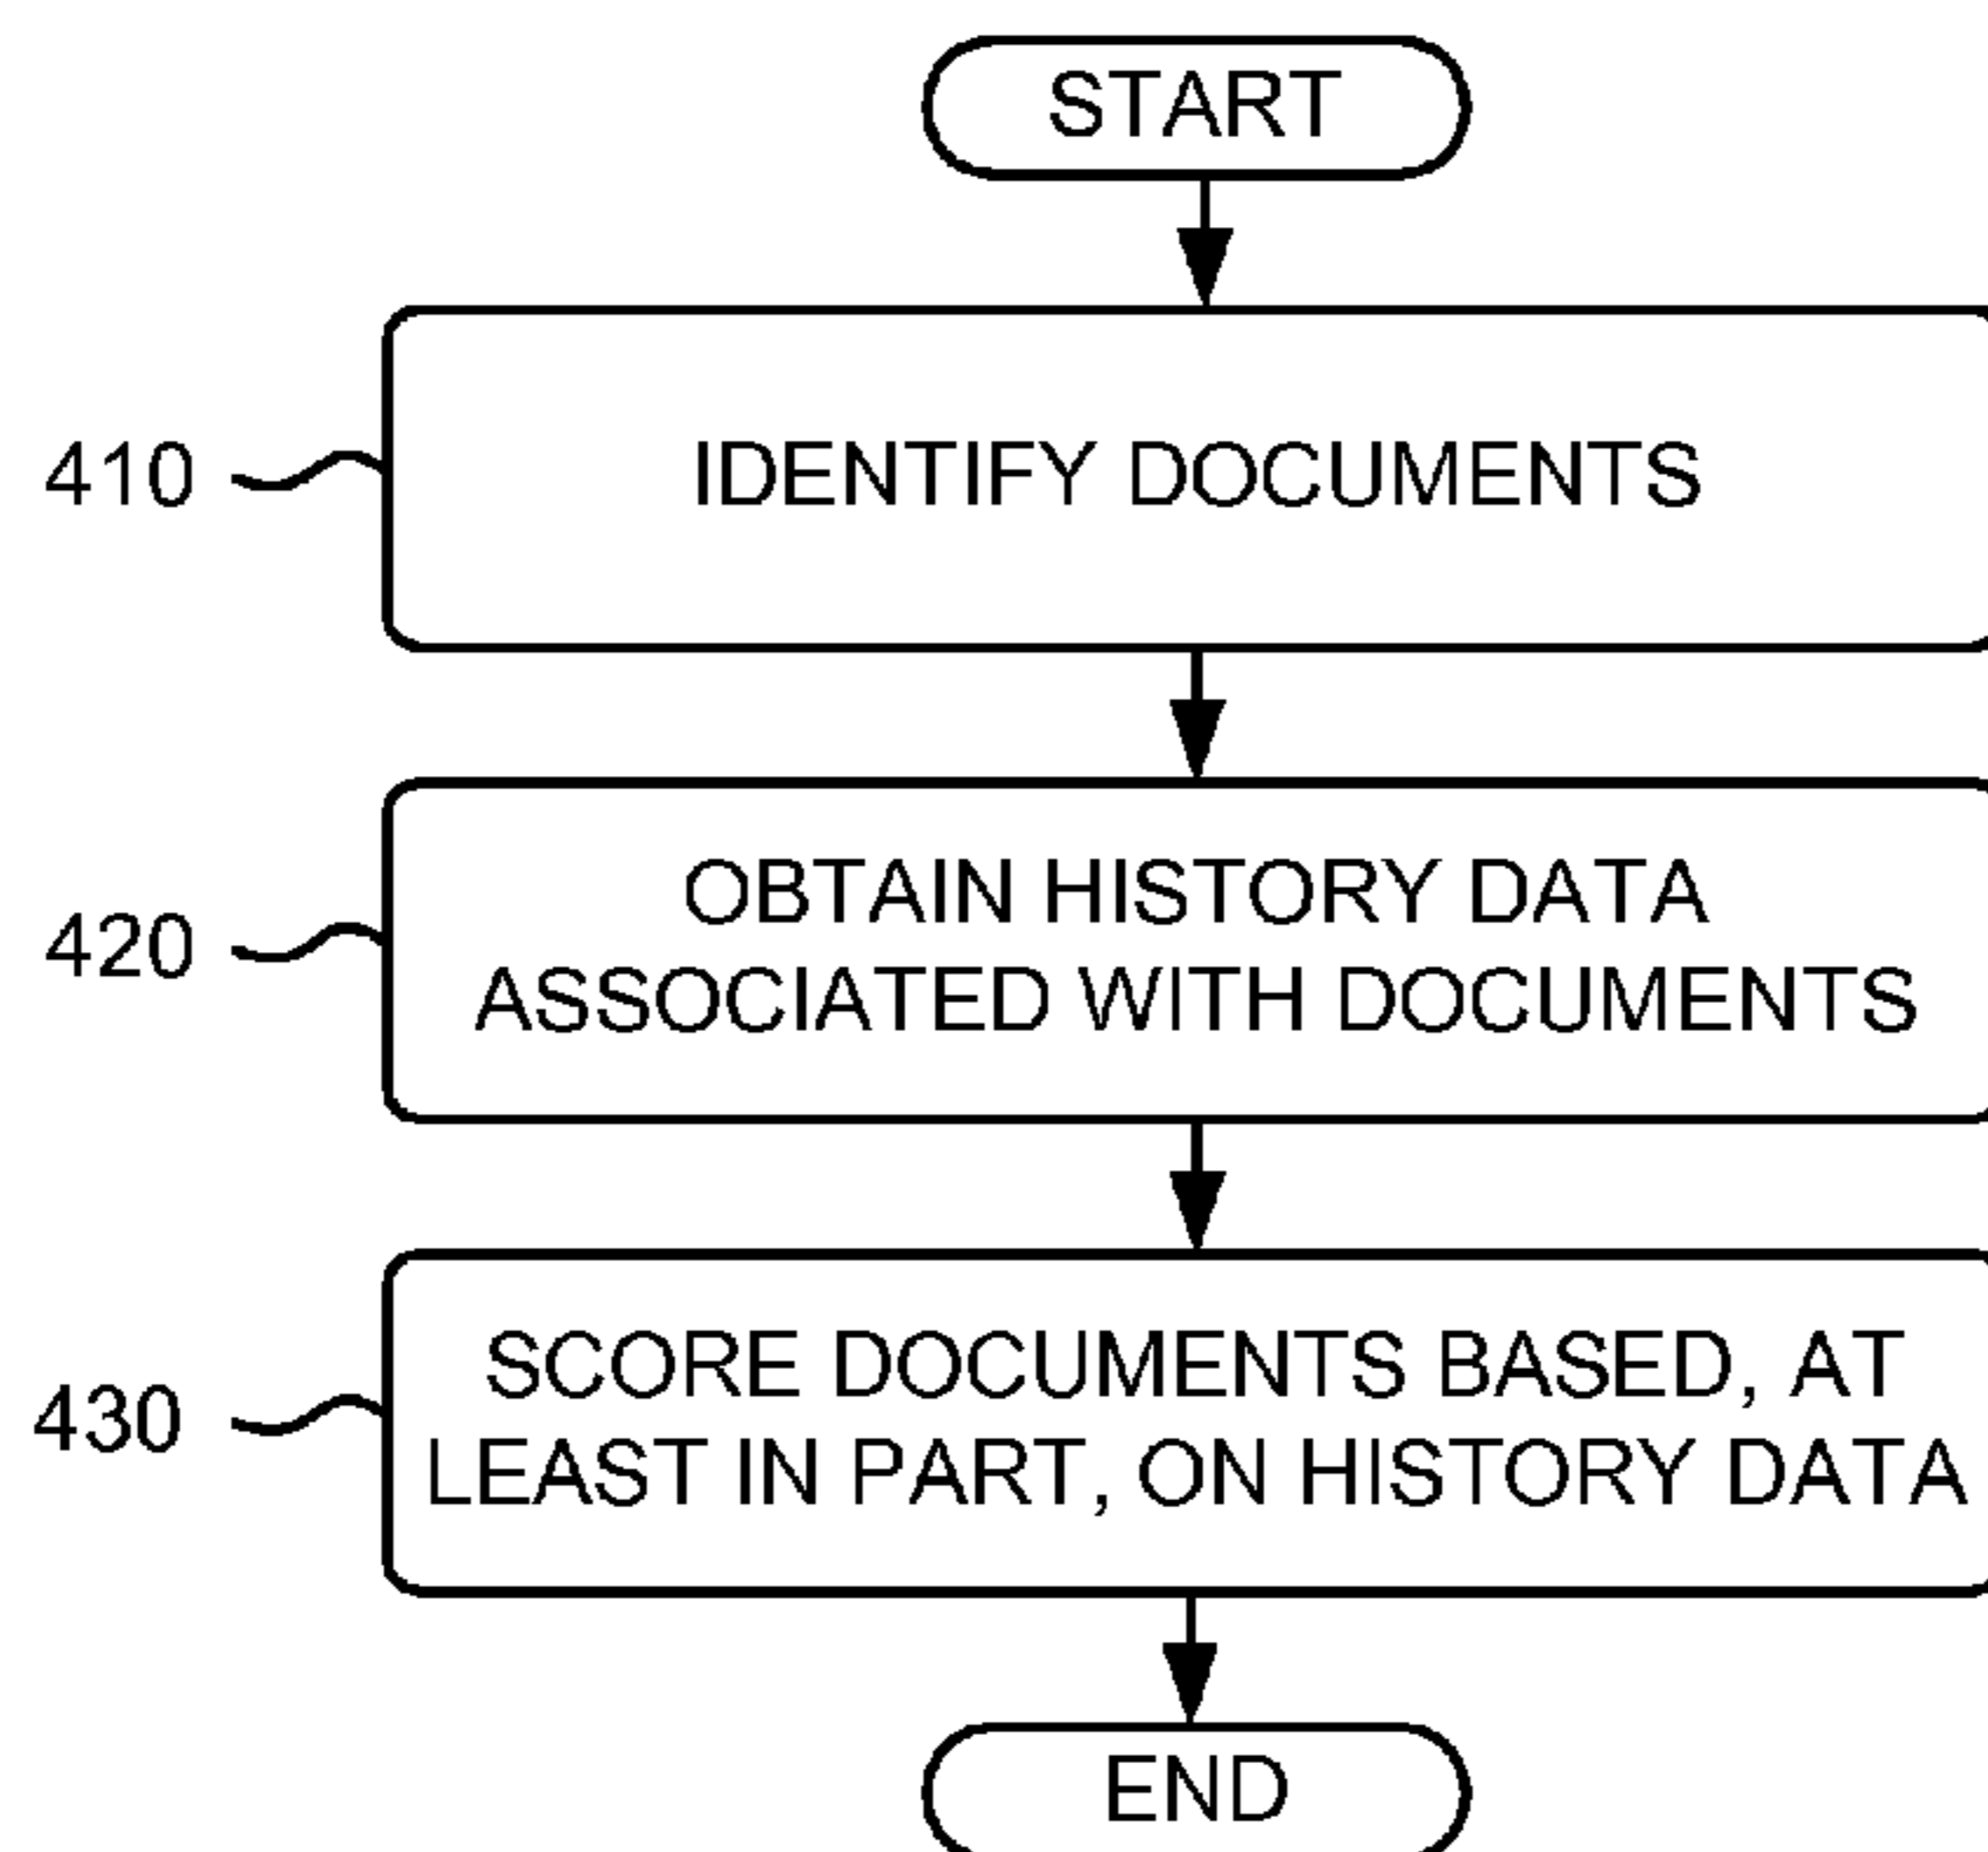 START
410
IDENTIFY DOCUMENTS
420
OBTAIN HISTORY DATA
ASSOCIATED WITH DOCUMENTS
430
SCORE DOCUMENTS BASED, AT
LEAST IN PART, ON HISTORY DATA
END